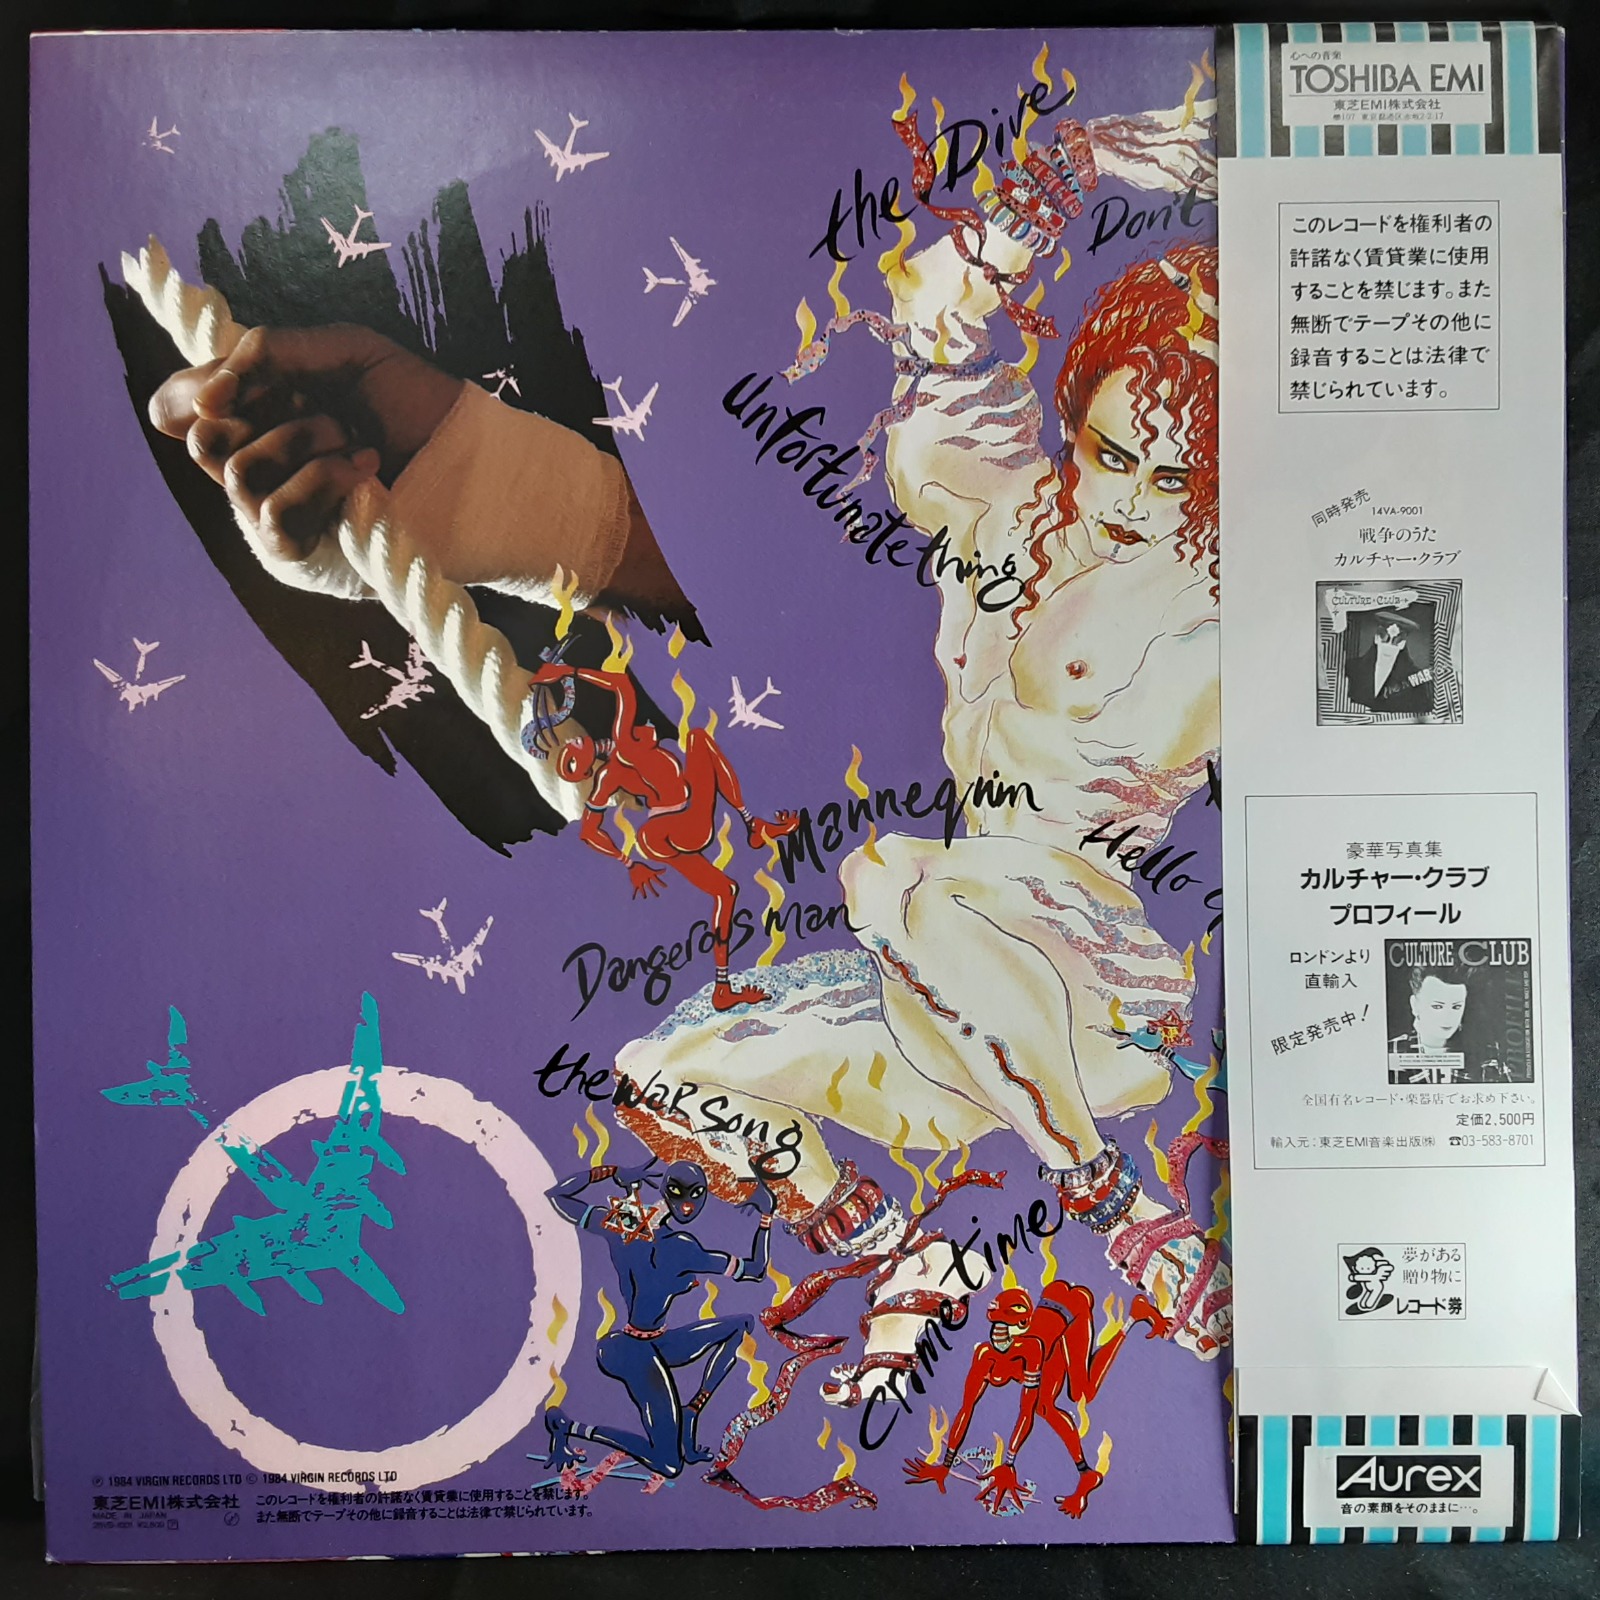 the Dive
Don't
unfortunate thing
Mannequin
Hello
Dangerous man
the WaR Song
crime time
℗ 1984 VIRGIN RECORDS LTD © 1984 VIRGIN RECORDS LTD
東芝EMI株式会社
MADE IN JAPAN
このレコードを権利者の許諾なく賃貸業に使用することを禁じます。
また無断でテープその他に録音することは法律で禁じられています。
心への音楽
TOSHIBA EMI
東芝EMI株式会社
〒107 東京都港区赤坂2-2-17
このレコードを権利者の
許諾なく賃貸業に使用
することを禁じます。また
無断でテープその他に
録音することは法律で
禁じられています。
同時発売
14VA-9001
戦争のうた
カルチャー・クラブ
CULTURE CLUB
WAR
豪華写真集
カルチャー・クラブ
プロフィール
ロンドンより
直輸入
限定発売中!
CULTURE CLUB
PROFILE
全国有名レコード・楽器店でお求め下さい。
定価2,500円
輸入元:東芝EMI音楽出版㈱ ☎03-583-8701
夢がある
贈り物に
レコード券
Aurex
音の素顔をそのままに…。